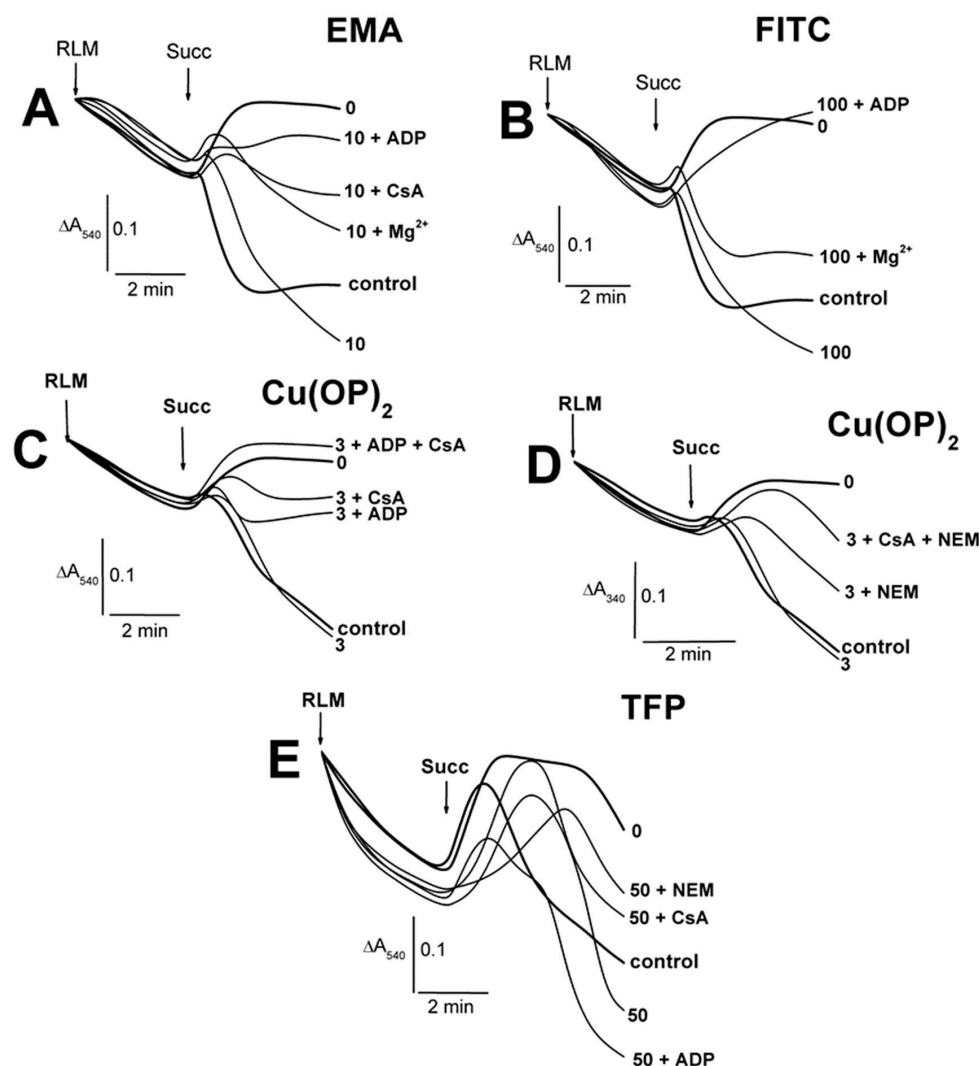 EMA
RLM
Succ
A
0
10 + ADP
10 + CsA
10 + Mg²⁺
control
10
ΔA₅₄₀
0.1
2 min
FITC
RLM
Succ
B
100 + ADP
0
100 + Mg²⁺
control
100
ΔA₅₄₀
0.1
2 min
Cu(OP)₂
RLM
Succ
C
3 + ADP + CsA
0
3 + CsA
3 + ADP
control
3
ΔA₅₄₀
0.1
2 min
Cu(OP)₂
RLM
Succ
D
0
3 + CsA + NEM
3 + NEM
control
3
ΔA₃₄₀
0.1
2 min
TFP
RLM
Succ
E
0
50 + NEM
50 + CsA
control
50
50 + ADP
ΔA₅₄₀
0.1
2 min